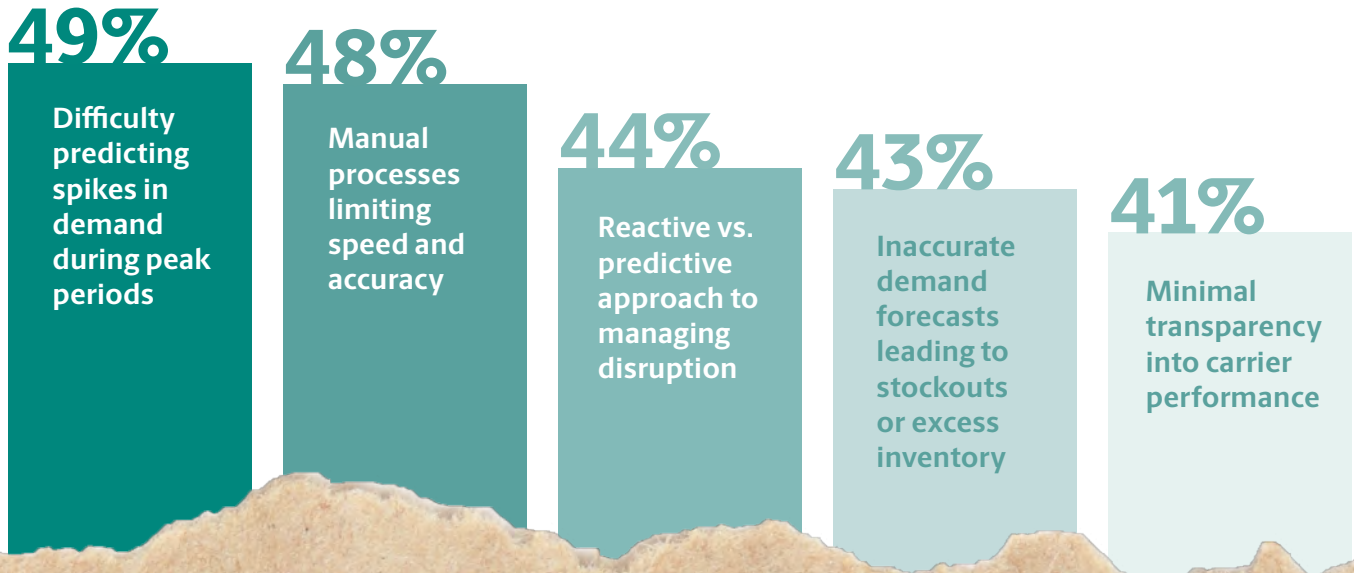 49%
Difficulty
predicting
spikes in
demand
during peak
periods
48%
Manual
processes
limiting
speed and
accuracy
44%
Reactive vs.
predictive
approach to
managing
disruption
43%
Inaccurate
demand
forecasts
leading to
stockouts
or excess
inventory
41%
Minimal
transparency
into carrier
performance